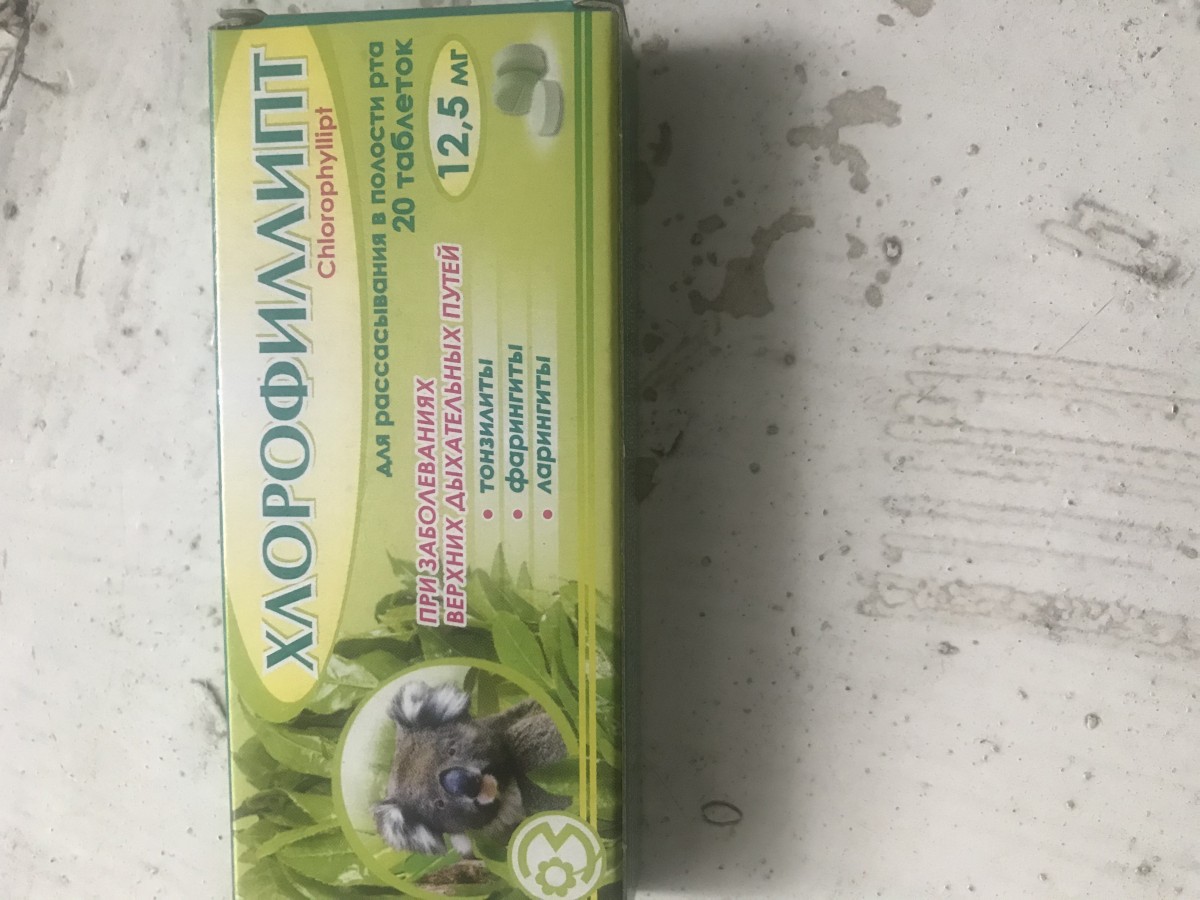 ХЛОРОФИЛЛИПТ
Chlorophyllipt
для рассасывания в полости рта
20 таблеток
12,5 мг
ПРИ ЗАБОЛЕВАНИЯХ
ВЕРХНИХ ДЫХАТЕЛЬНЫХ ПУТЕЙ
• тонзилиты
• фарингиты
• ларингиты